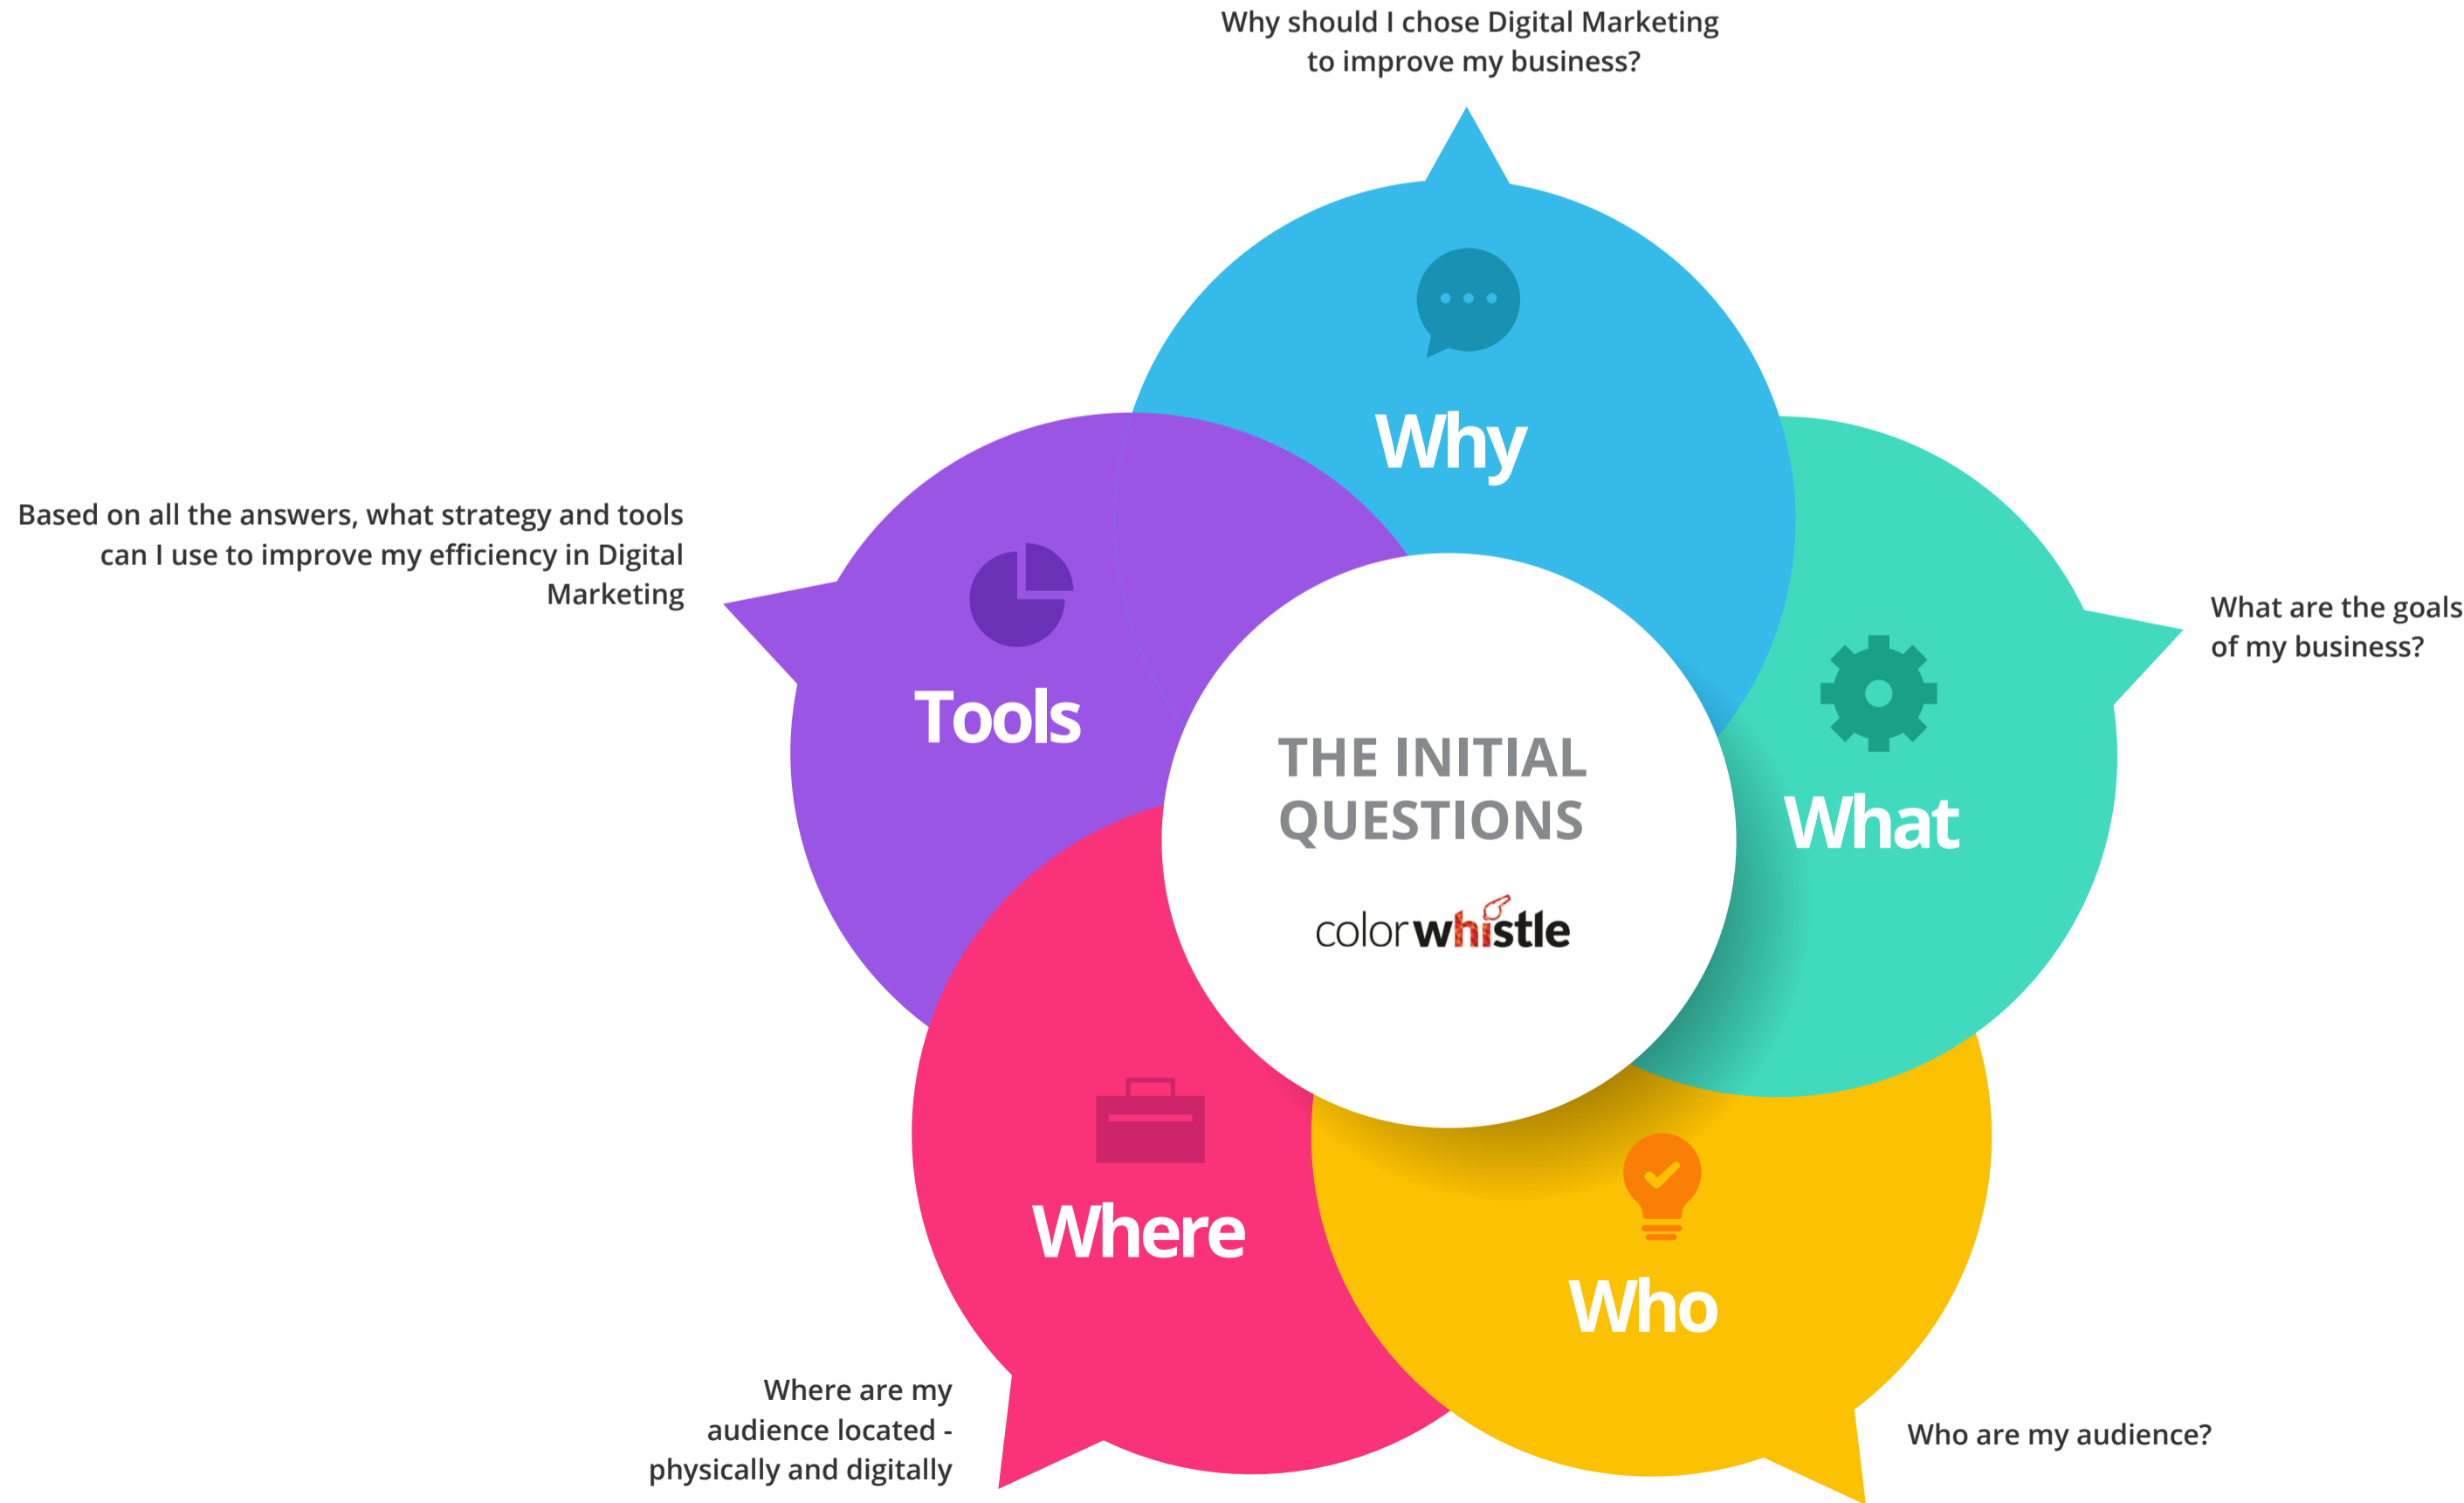 Why should I chose Digital Marketing
to improve my business?
Why
Based on all the answers, what strategy and tools
can I use to improve my efficiency in Digital
Marketing
Tools
What are the goals
of my business?
What
THE INITIAL
QUESTIONS
colorwhistle
Where
Who
Where are my
audience located -
physically and digitally
Who are my audience?